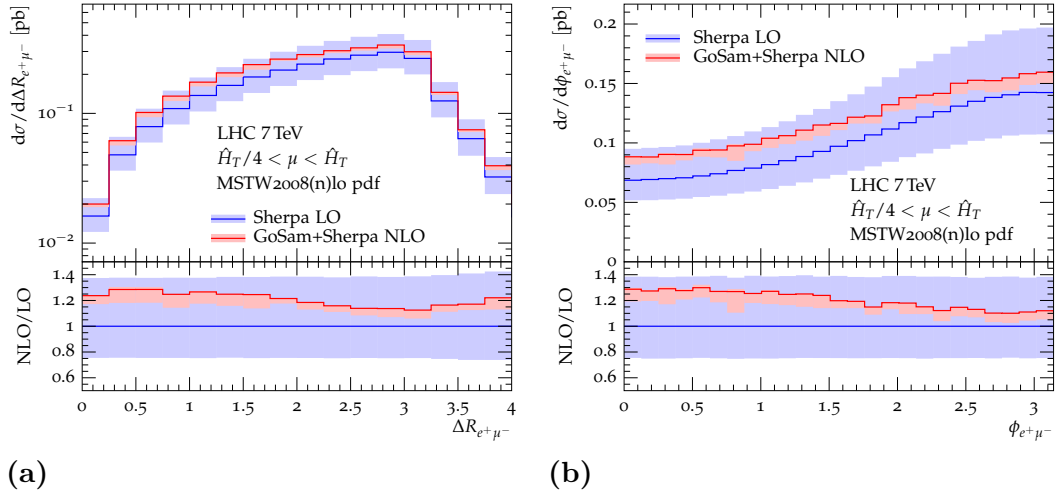 dσ/dΔR_{e⁺μ⁻} [pb]
10⁻¹
10⁻²
LHC 7 TeV
Ĥ_T/4 < μ < Ĥ_T
MSTW2008(n)lo pdf
Sherpa LO
GoSam+Sherpa NLO
NLO/LO
1.4
1.2
1
0.8
0.6
0 0.5 1 1.5 2 2.5 3 3.5 4
ΔR_{e⁺μ⁻}
(a)
dσ/dϕ_{e⁺μ⁻} [pb]
0.2
0.15
0.1
0.05
0
Sherpa LO
GoSam+Sherpa NLO
LHC 7 TeV
Ĥ_T/4 < μ < Ĥ_T
MSTW2008(n)lo pdf
NLO/LO
1.4
1.2
1
0.8
0.6
0 0.5 1.0 1.5 2.0 2.5 3.0
ϕ_{e⁺μ⁻}
(b)